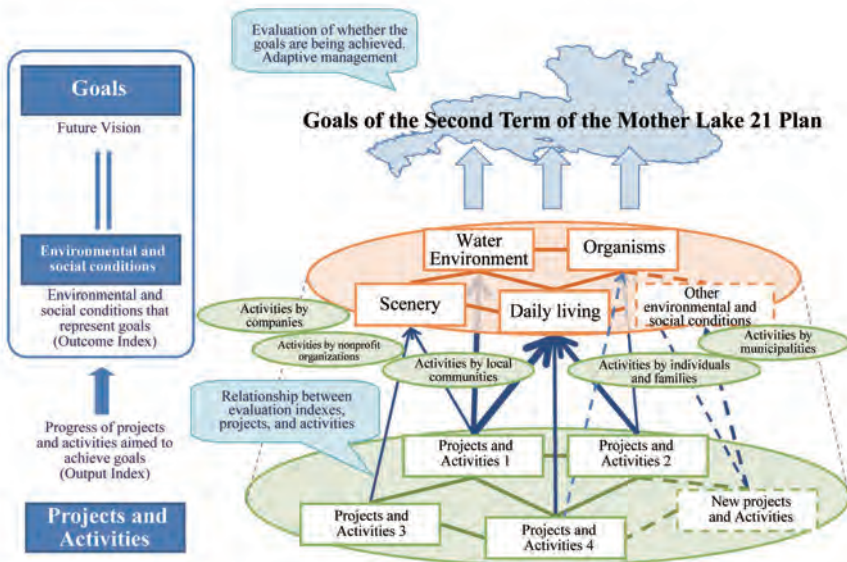 Goals
Future Vision
Environmental and
social conditions
Environmental and
social conditions that
represent goals
(Outcome Index)
Progress of projects
and activities aimed to
achieve goals
(Output Index)
Projects and
Activities
Evaluation of whether the
goals are being achieved.
Adaptive management
Goals of the Second Term of the Mother Lake 21 Plan
Water
Environment
Organisms
Scenery
Daily living
Other
environmental and
social conditions
Activities by
companies
Activities by nonprofit
organizations
Activities by local
communities
Activities by individuals
and families
Activities by
municipalities
Relationship between
evaluation indexes,
projects, and activities
Projects and
Activities 1
Projects and
Activities 2
Projects and
Activities 3
Projects and
Activities 4
New projects
and Activities